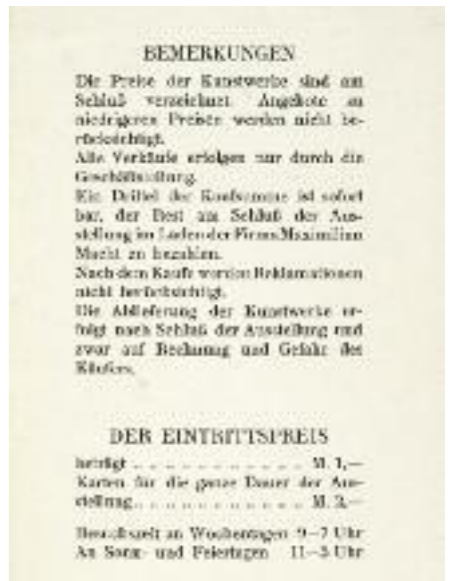 BEMERKUNGEN
Die Preise der Kunstwerke sind am
Schluß verzeichnet. Angebote zu
niedrigeren Preisen werden nicht be-
rücksichtigt.
Alle Verkäufe erfolgen nur durch die
Geschäftsleitung.
Ein Drittel der Kaufsumme ist sofort
bar, der Rest am Schluß der Aus-
stellung im Laden der Firma Maximilian
Macht zu bezahlen.
Nach dem Kaufe werden Reklamationen
nicht berücksichtigt.
Die Ablieferung der Kunstwerke er-
folgt nach Schluß der Ausstellung und
zwar auf Rechnung und Gefahr des
Käufers.
DER EINTRITTSPREIS
beträgt . . . . . . . . . . . . M. 1,—
Karten für die ganze Dauer der Aus-
stellung . . . . . . . . . . . . M.
Besuchszeit an Wochentagen 9–7 Uhr
An Sonn- und Feiertagen 11–
Uhr